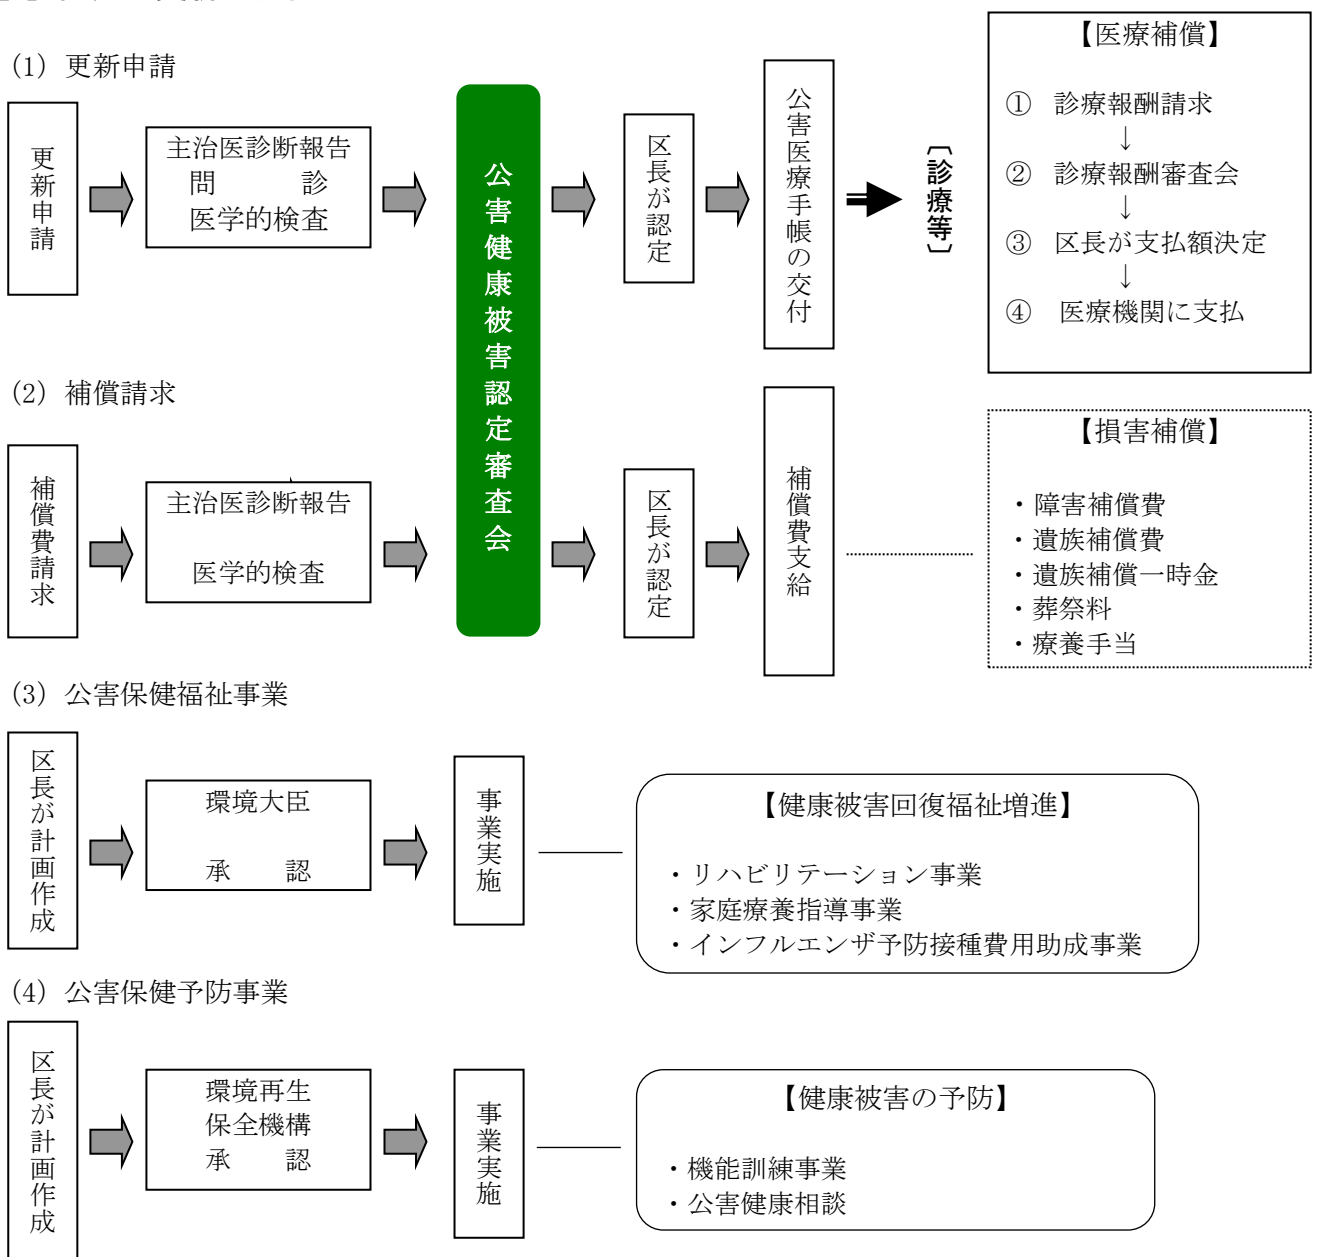 (1) 更新申請
更新申請
主治医診断報告
問　　診
医学的検査
公害健康被害認定審査会
区長が認定
公害医療手帳の交付
〔診療等〕
【医療補償】
① 診療報酬請求
↓
② 診療報酬審査会
↓
③ 区長が支払額決定
↓
④ 医療機関に支払
(2) 補償請求
補償費請求
主治医診断報告
医学的検査
区長が認定
補償費支給
【損害補償】
・障害補償費
・遺族補償費
・遺族補償一時金
・葬祭料
・療養手当
(3) 公害保健福祉事業
区長が計画作成
環境大臣
承　　認
事業実施
【健康被害回復福祉増進】
・リハビリテーション事業
・家庭療養指導事業
・インフルエンザ予防接種費用助成事業
(4) 公害保健予防事業
区長が計画作成
環境再生
保全機構
承　　認
事業実施
【健康被害の予防】
・機能訓練事業
・公害健康相談